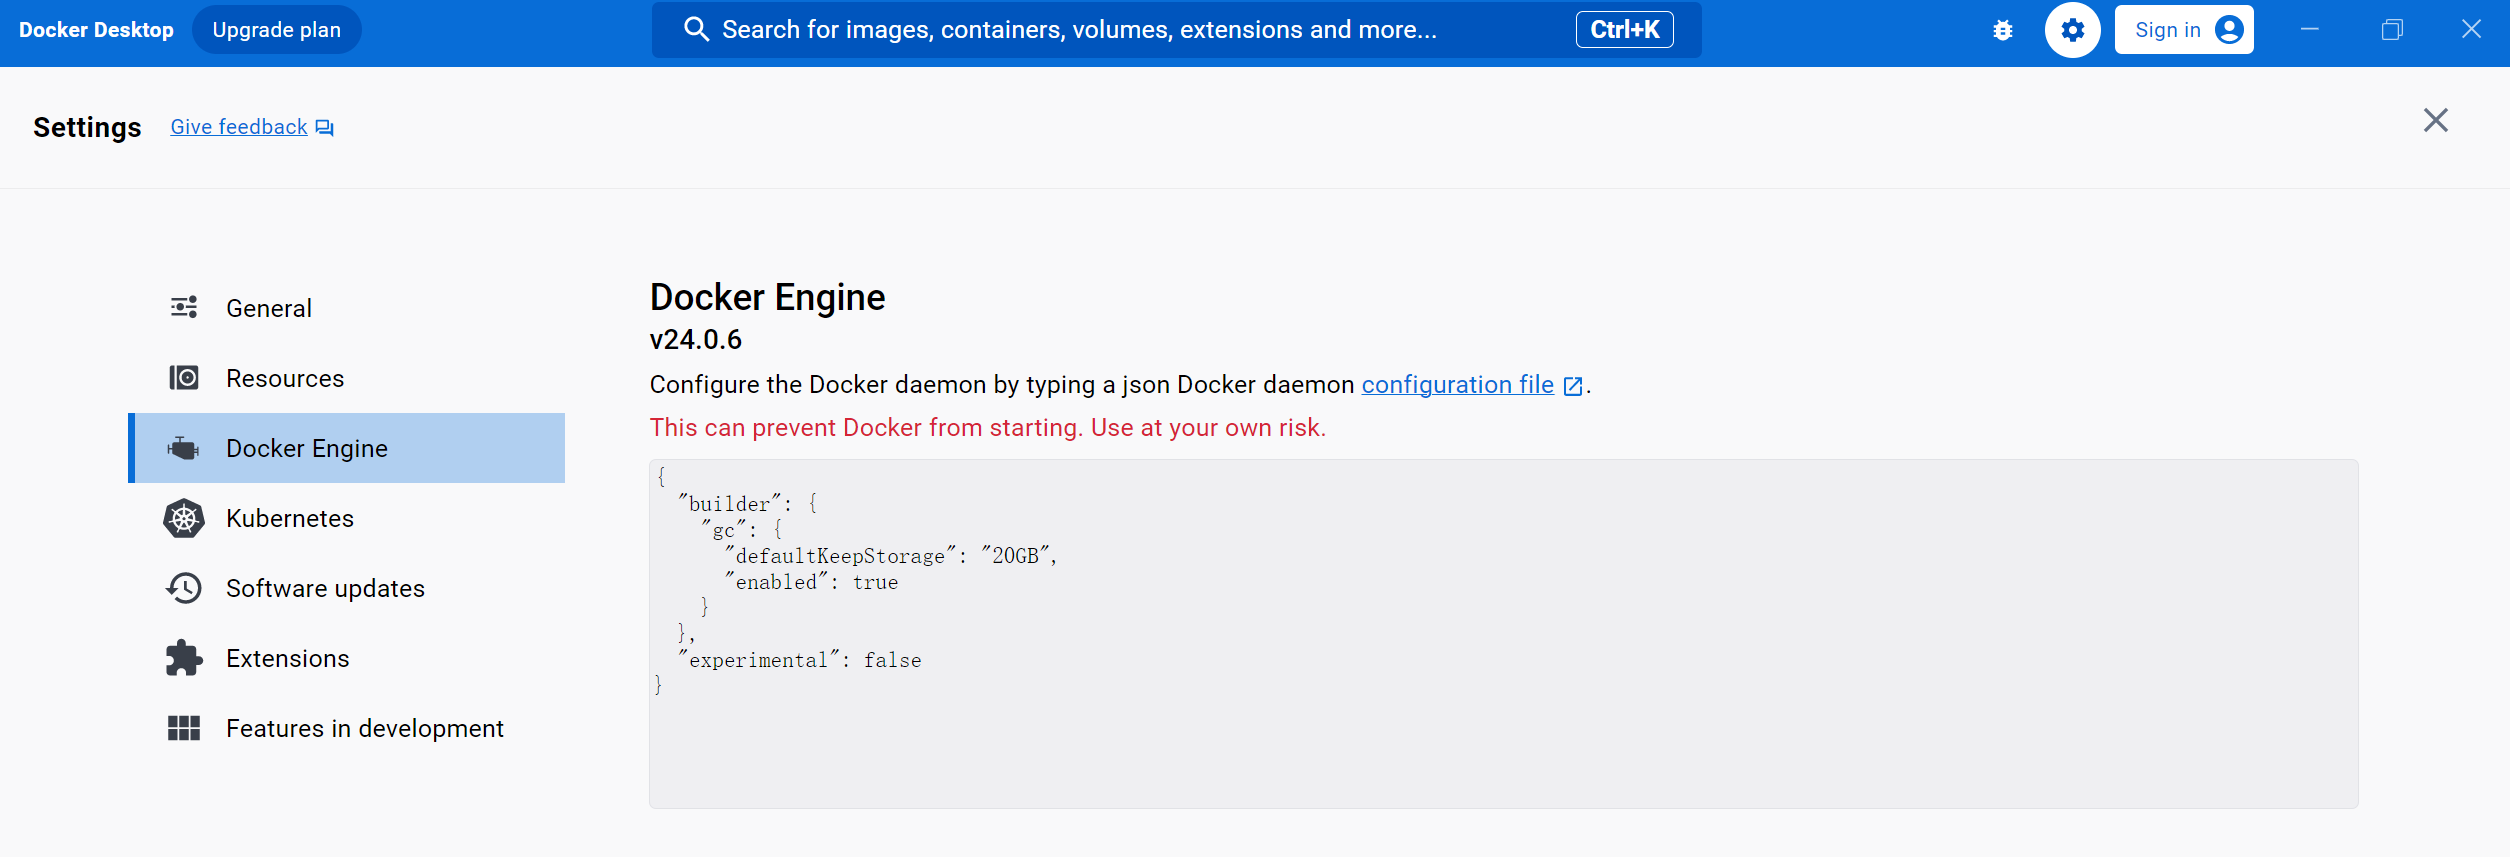 Docker Desktop
Upgrade plan
Search for images, containers, volumes, extensions and more...
Ctrl+K
Sign in
Settings
Give feedback
General
Resources
Docker Engine
Kubernetes
Software updates
Extensions
Features in development
Docker Engine
v24.0.6
Configure the Docker daemon by typing a json Docker daemon configuration file.
This can prevent Docker from starting. Use at your own risk.
{
  "builder": {
    "gc": {
      "defaultKeepStorage": "20GB",
      "enabled": true
    }
  },
  "experimental": false
}